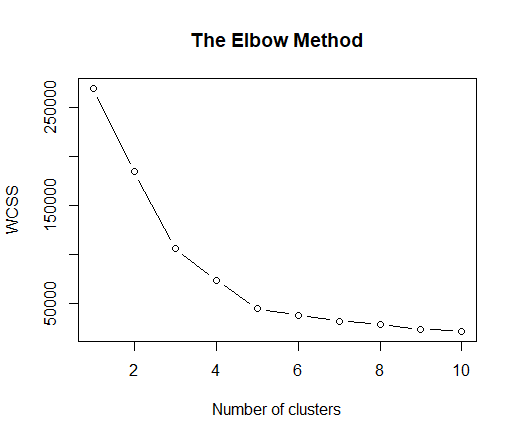 The Elbow Method
WCSS
250000
150000
50000
2 4 6 8 10
Number of clusters